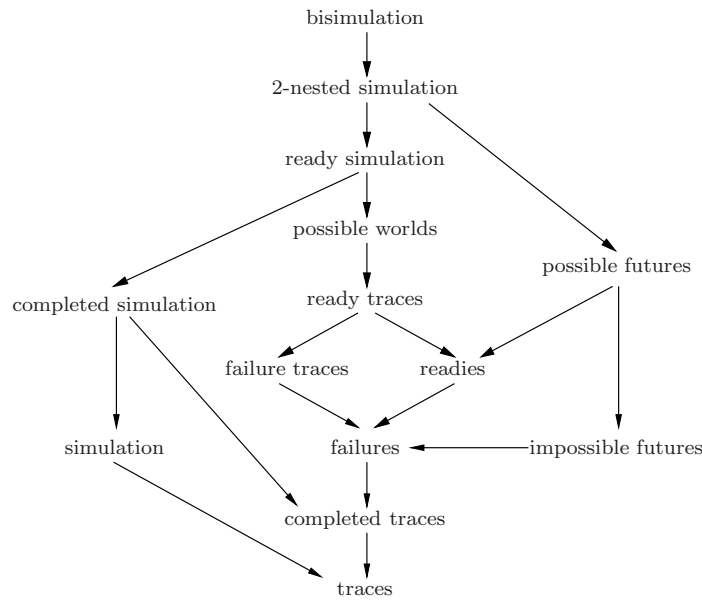 bisimulation
2-nested simulation
ready simulation
possible worlds
possible futures
ready traces
completed simulation
failure traces
readies
simulation
failures
impossible futures
completed traces
traces